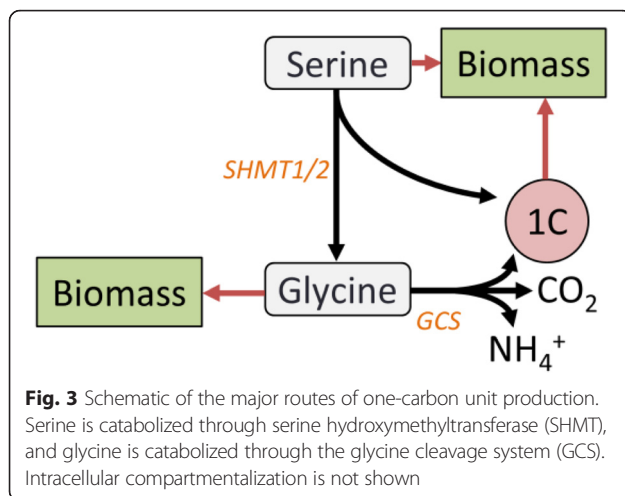 Serine
Biomass
SHMT1/2
1C
Biomass
Glycine
CO₂
GCS
NH₄⁺
Fig. 3 Schematic of the major routes of one-carbon unit production.
Serine is catabolized through serine hydroxymethyltransferase (SHMT),
and glycine is catabolized through the glycine cleavage system (GCS).
Intracellular compartmentalization is not shown